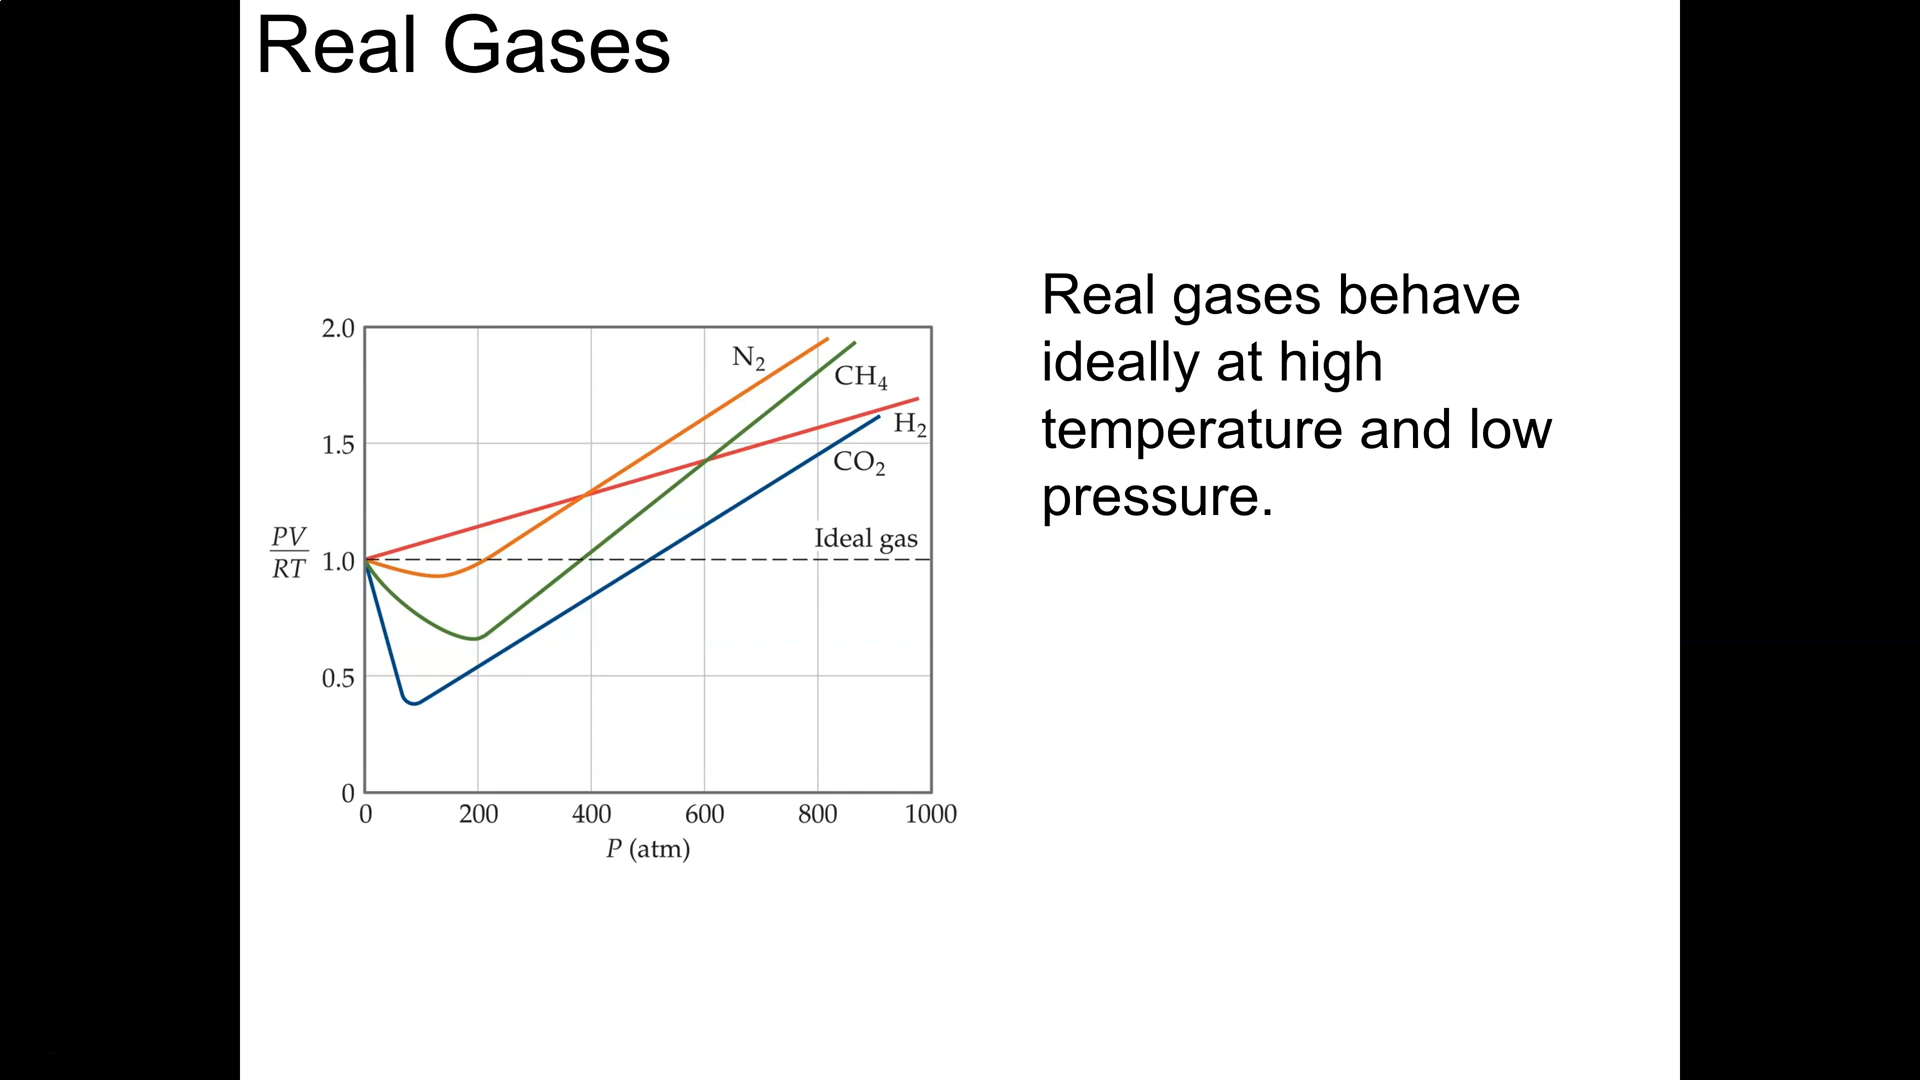 Real Gases
Real gases behave
ideally at high
temperature and low
pressure.
2.0
N₂
CH₄
1.5
H₂
CO₂
Ideal gas
PV
RT
1.0
0.5
0
0 200 400 600 800 1000
P (atm)